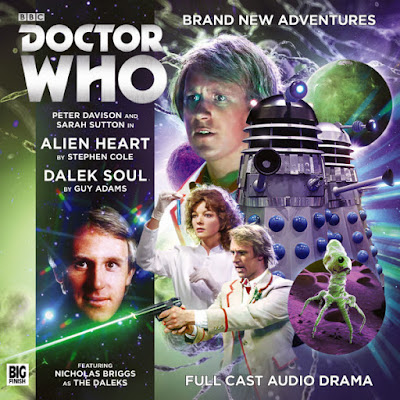 BBC
DOCTOR
WHO
BRAND NEW ADVENTURES
PETER DAVISON AND
SARAH SUTTON IN
ALIEN HEART
BY STEPHEN COLE
DALEK SOUL
BY GUY ADAMS
BIG
FINISH
FEATURING
NICHOLAS BRIGGS
AS THE DALEKS
FULL CAST AUDIO DRAMA